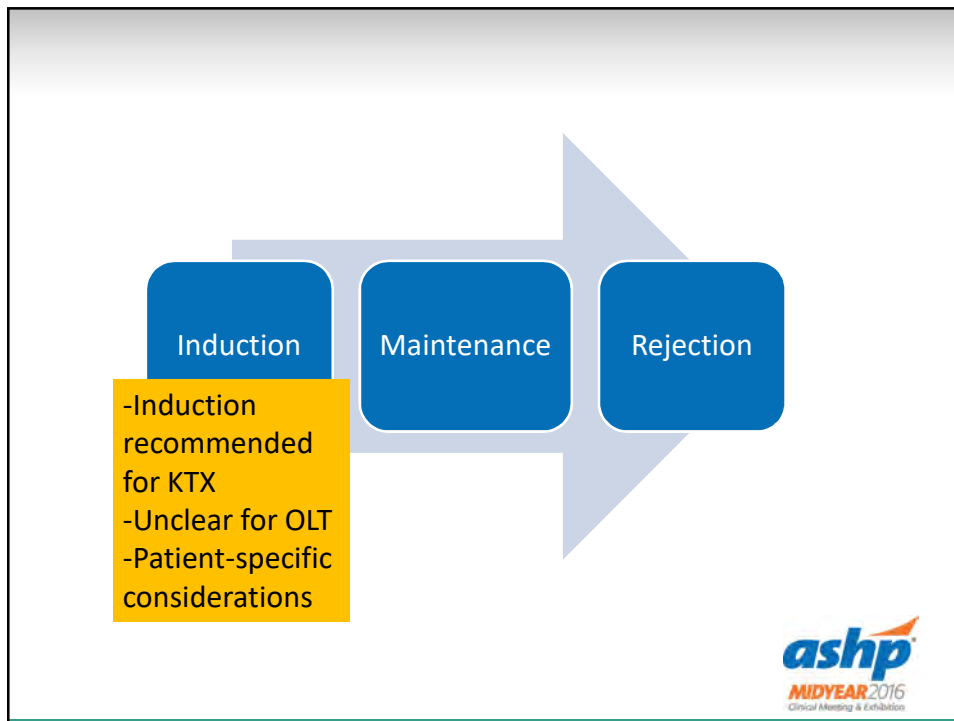 Induction
Maintenance
Rejection
-Induction
recommended
for KTX
-Unclear for OLT
-Patient-specific
considerations
ashp
MIDYEAR2016
Clinical Meeting & Exhibition